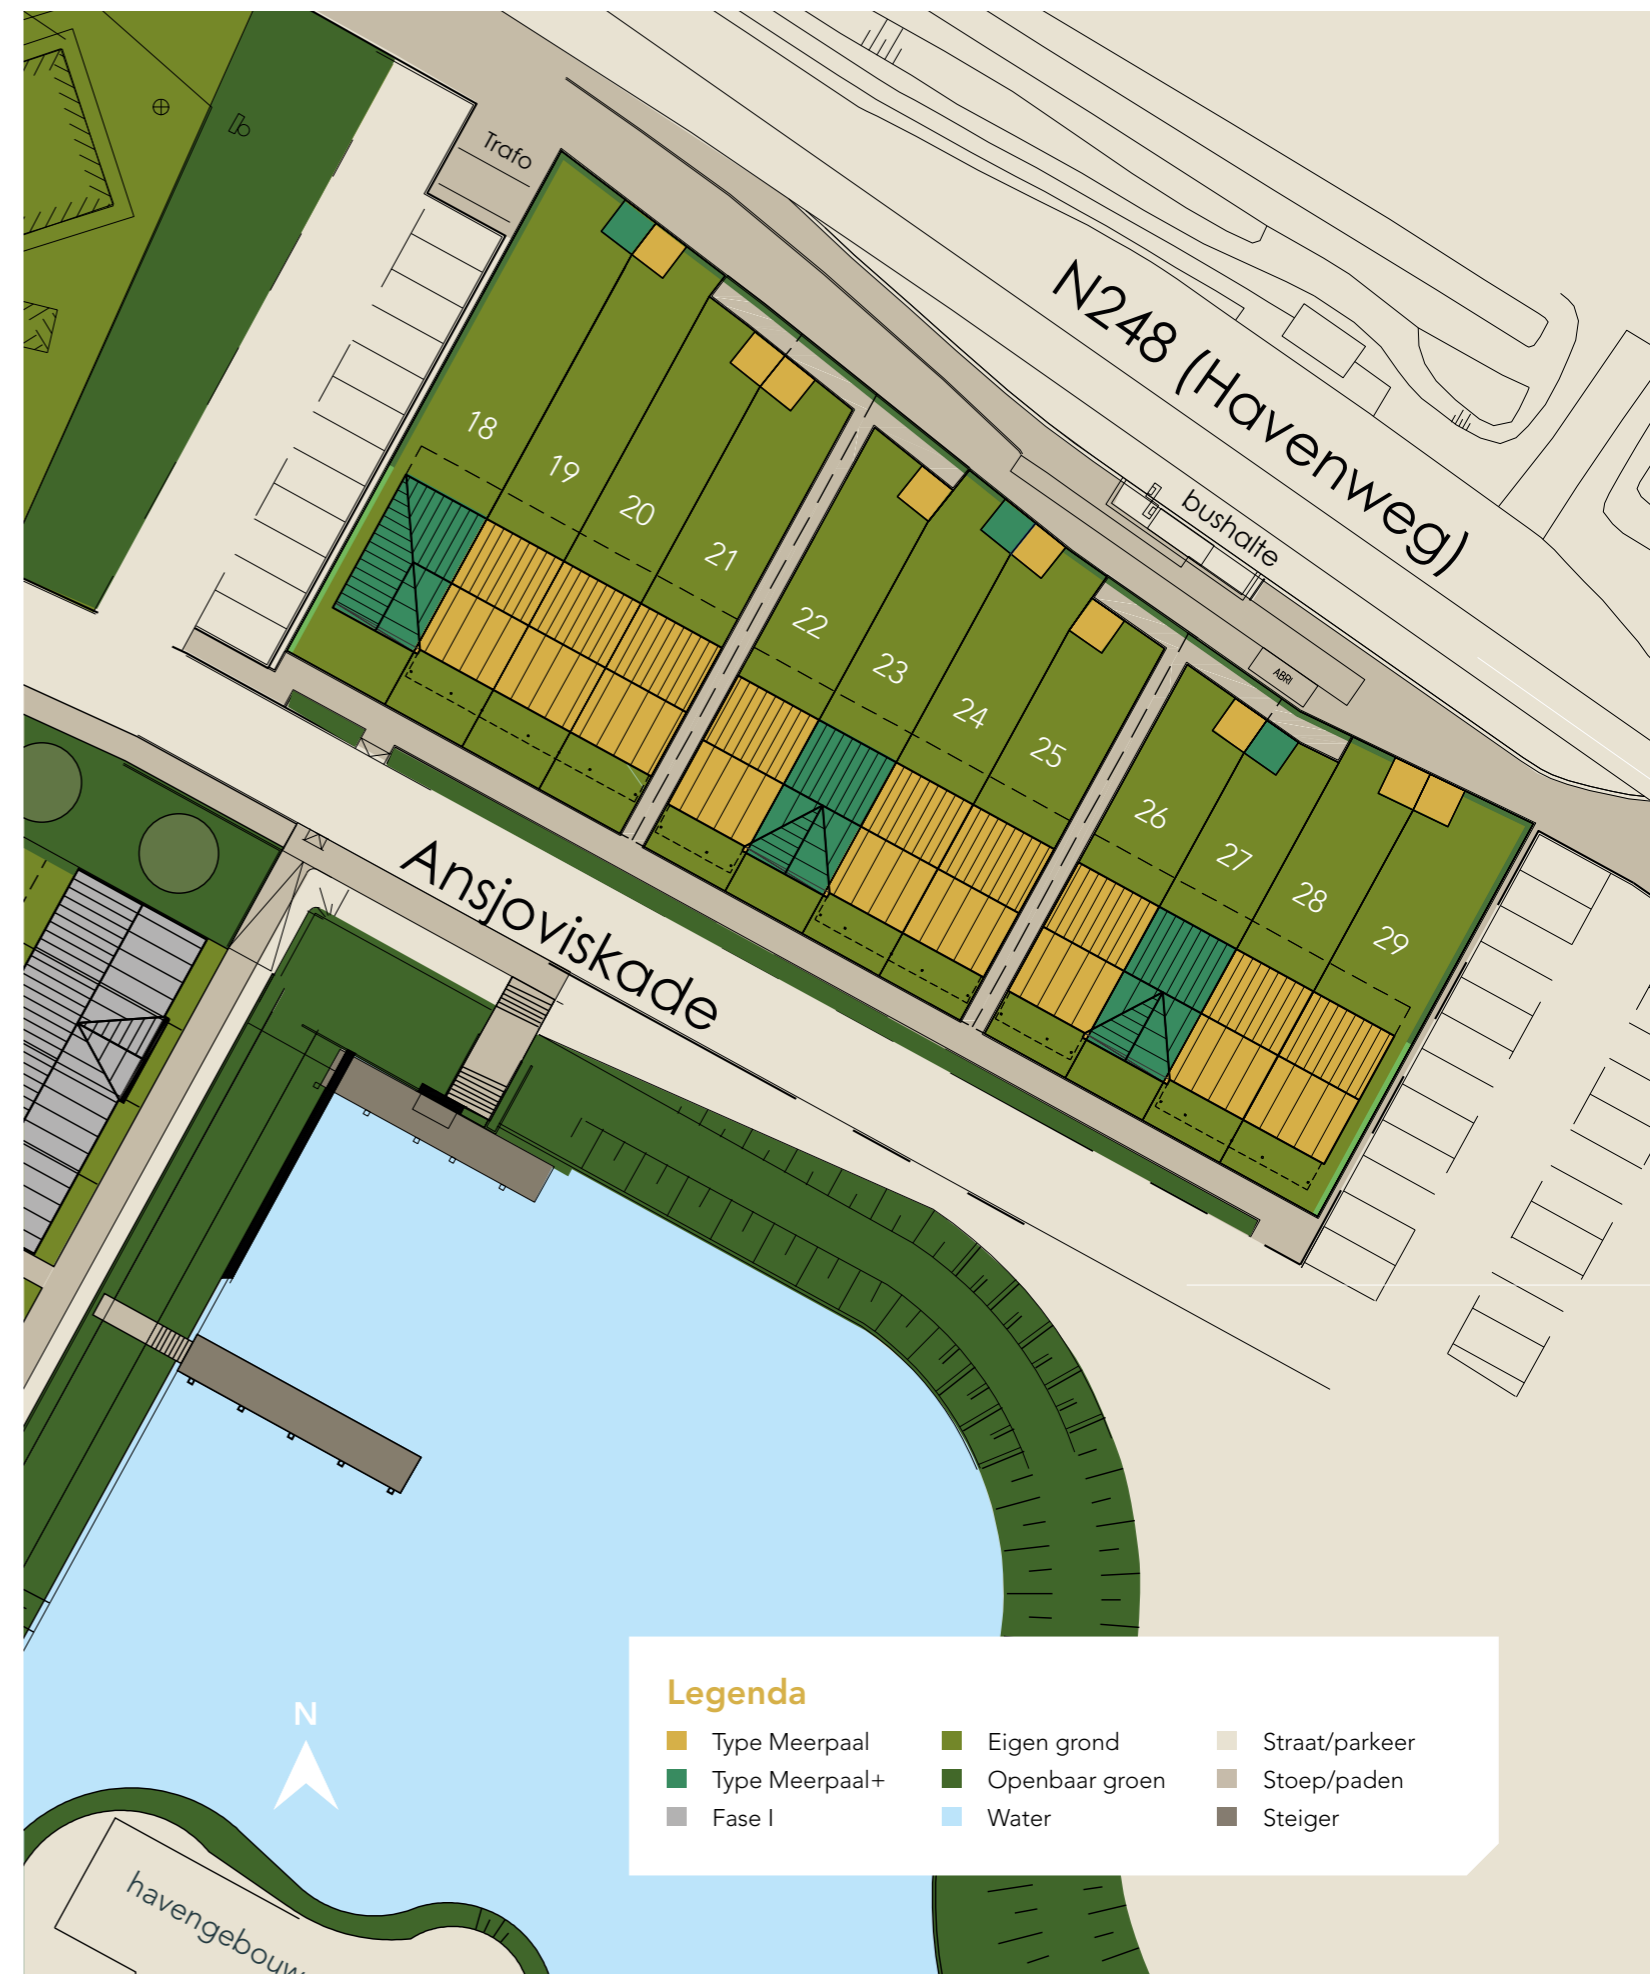 Trafo
N248 (Havenweg)
bushalte
ABRI
18
19
20
21
22
23
24
25
26
27
28
29
Ansjoviskade
N
Legenda
Type Meerpaal
Type Meerpaal+
Fase I
Eigen grond
Openbaar groen
Water
Straat/parkeer
Stoep/paden
Steiger
havengebouw